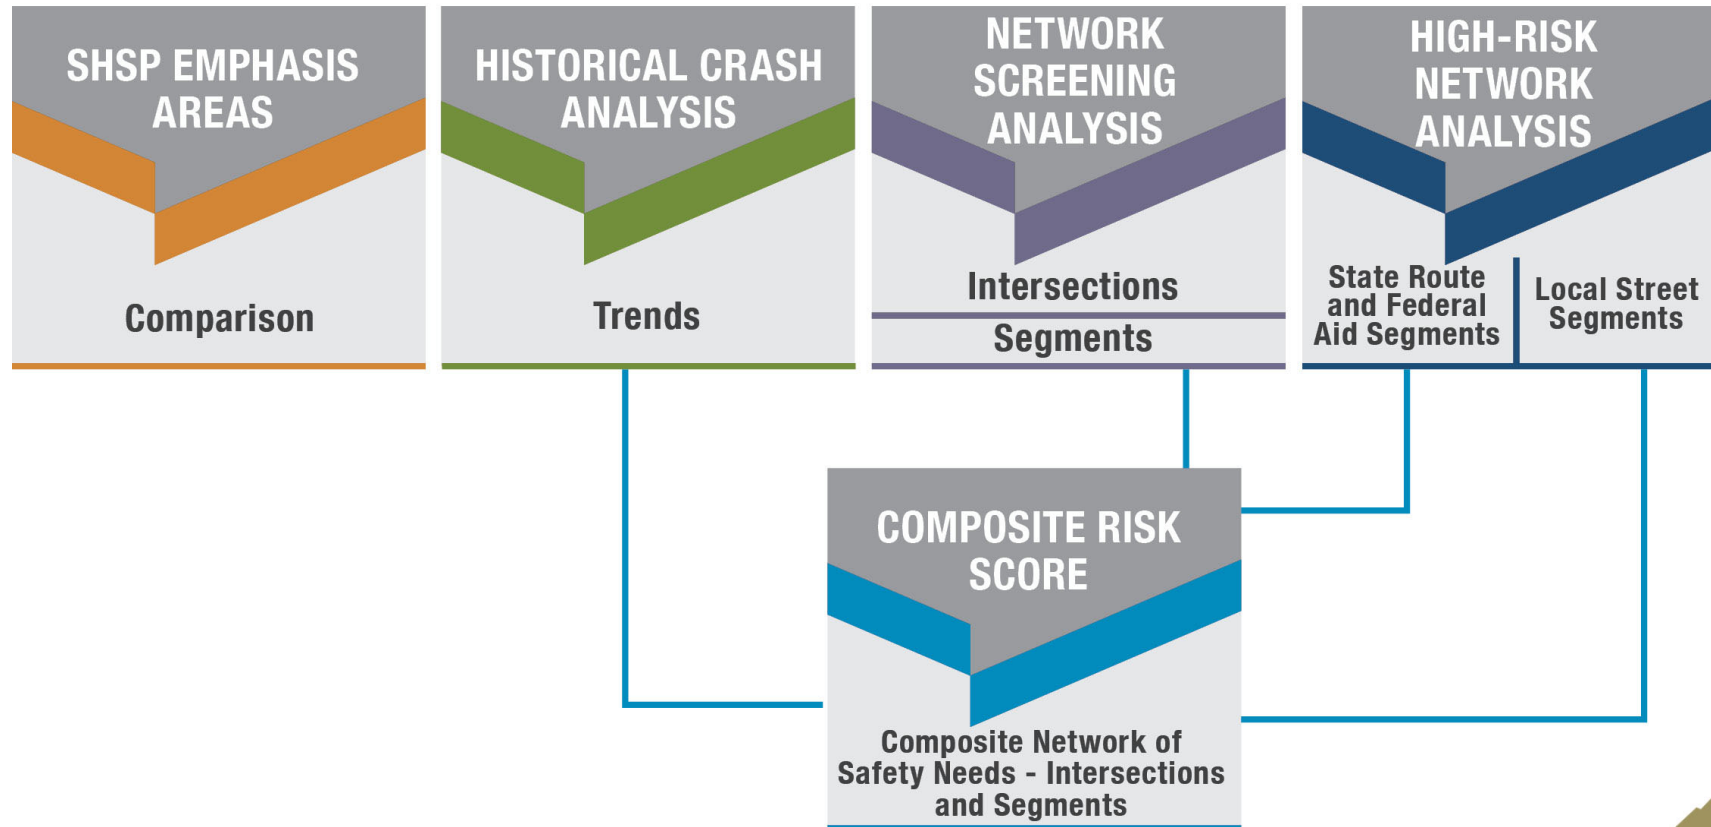 SHSP EMPHASIS
AREAS
Comparison
HISTORICAL CRASH
ANALYSIS
Trends
NETWORK
SCREENING
ANALYSIS
Intersections
Segments
HIGH-RISK
NETWORK
ANALYSIS
State Route
and Federal
Aid Segments
Local Street
Segments
COMPOSITE RISK
SCORE
Composite Network of
Safety Needs - Intersections
and Segments